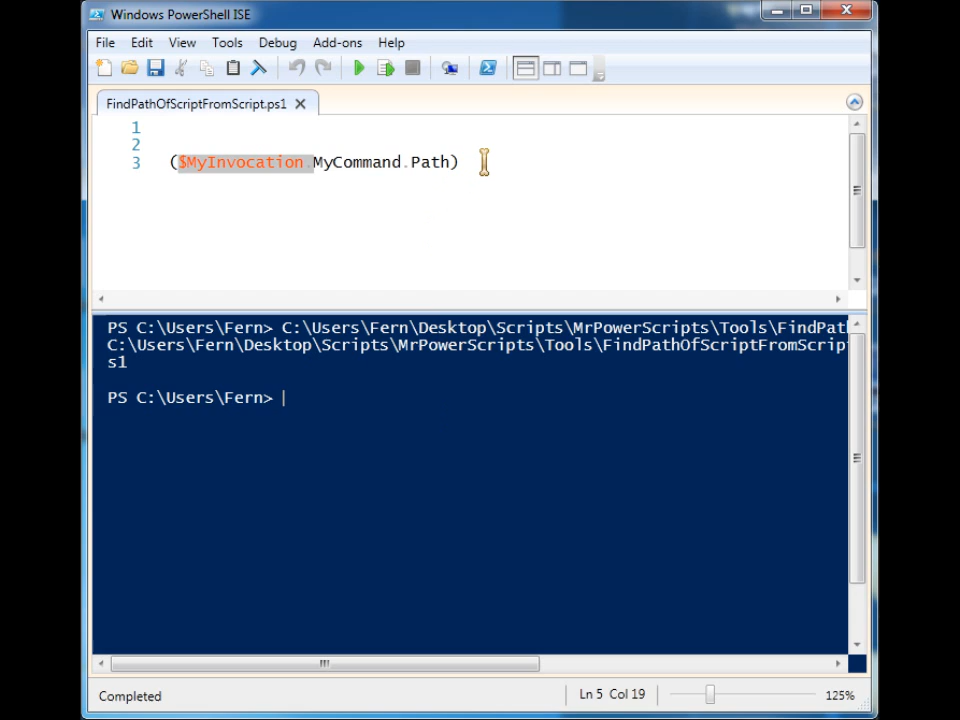 Windows PowerShell ISE
File Edit View Tools Debug Add-ons Help
FindPathOfScriptFromScript.ps1
1
2
3 ($MyInvocation.MyCommand.Path)
PS C:\Users\Fern> C:\Users\Fern\Desktop\Scripts\MrPowerScripts\Tools\FindPath
C:\Users\Fern\Desktop\Scripts\MrPowerScripts\Tools\FindPathOfScriptFromScript
s1
PS C:\Users\Fern>
Completed Ln 5 Col 19 125%